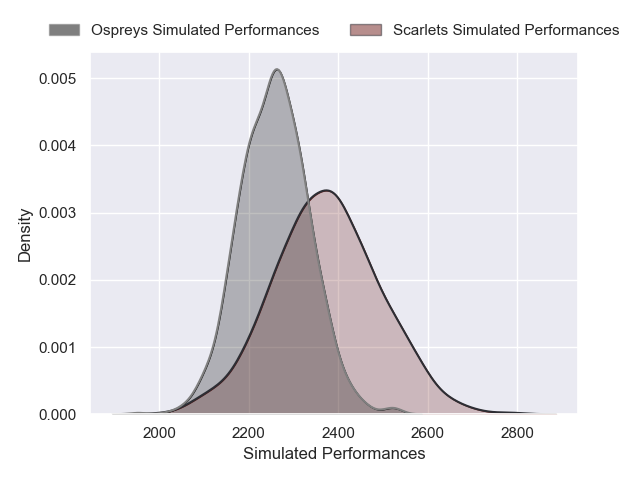 Ospreys Simulated Performances
Scarlets Simulated Performances
0.005
0.004
0.003
0.002
0.001
0.000
Density
2000
2200
2400
2600
2800
Simulated Performances